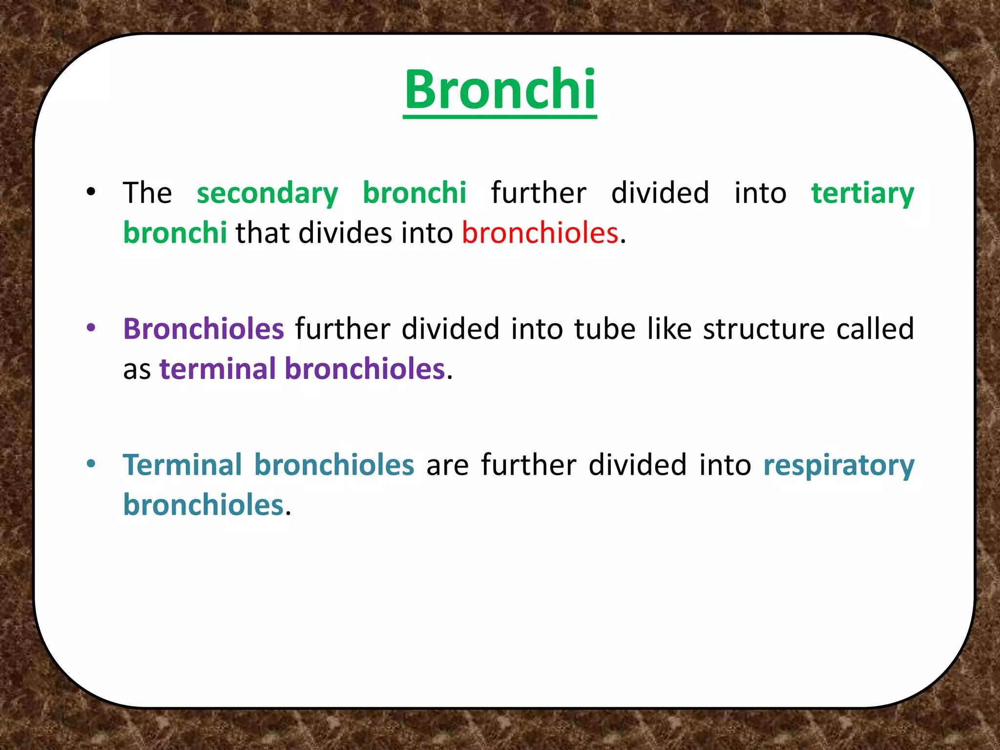 Bronchi
• The secondary bronchi further divided into tertiary
bronchi that divides into bronchioles.
• Bronchioles further divided into tube like structure called
as terminal bronchioles.
• Terminal bronchioles are further divided into respiratory
bronchioles.